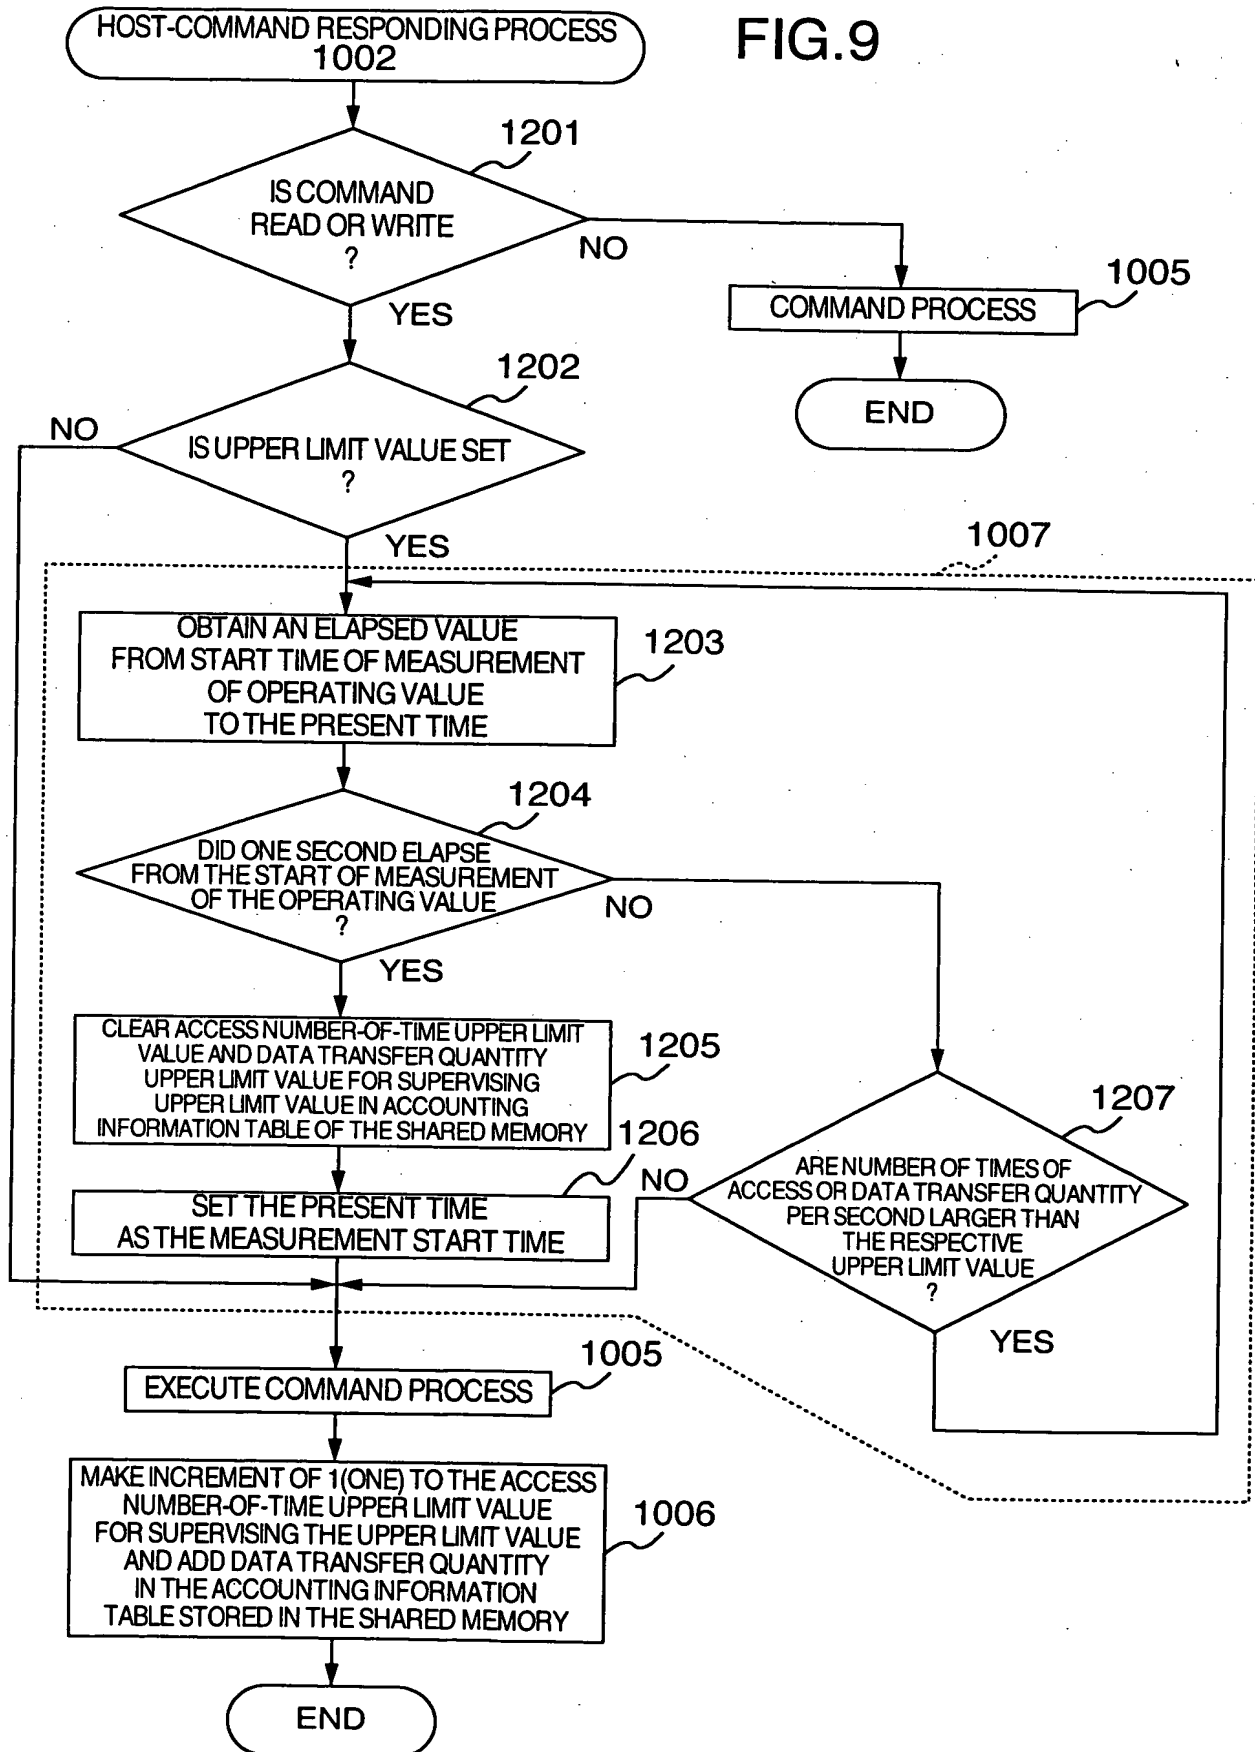 HOST-COMMAND RESPONDING PROCESS
1002
FIG.9
1201
IS COMMAND
READ OR WRITE
?
NO
YES
1005
COMMAND PROCESS
END
1202
NO
IS UPPER LIMIT VALUE SET
?
YES
1007
OBTAIN AN ELAPSED VALUE
FROM START TIME OF MEASUREMENT
OF OPERATING VALUE
TO THE PRESENT TIME
1203
1204
DID ONE SECOND ELAPSE
FROM THE START OF MEASUREMENT
OF THE OPERATING VALUE
?
NO
YES
CLEAR ACCESS NUMBER-OF-TIME UPPER LIMIT
VALUE AND DATA TRANSFER QUANTITY
UPPER LIMIT VALUE FOR SUPERVISING
UPPER LIMIT VALUE IN ACCOUNTING
INFORMATION TABLE OF THE SHARED MEMORY
1205
1206
SET THE PRESENT TIME
AS THE MEASUREMENT START TIME
1207
NO
ARE NUMBER OF TIMES OF
ACCESS OR DATA TRANSFER QUANTITY
PER SECOND LARGER THAN
THE RESPECTIVE
UPPER LIMIT VALUE
?
YES
1005
EXECUTE COMMAND PROCESS
MAKE INCREMENT OF 1(ONE) TO THE ACCESS
NUMBER-OF-TIME UPPER LIMIT VALUE
FOR SUPERVISING THE UPPER LIMIT VALUE
AND ADD DATA TRANSFER QUANTITY
IN THE ACCOUNTING INFORMATION
TABLE STORED IN THE SHARED MEMORY
1006
END